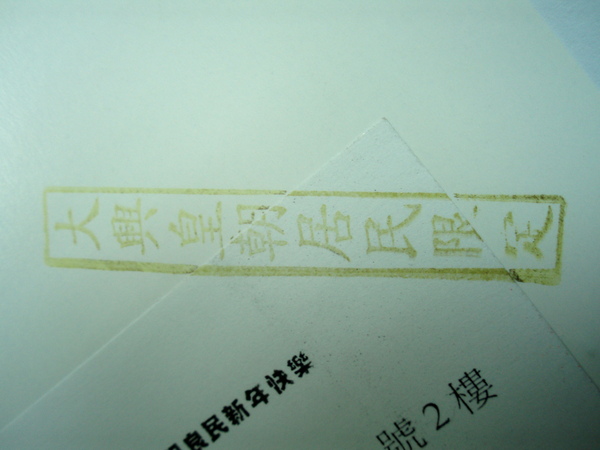 大興皇朝居民限定
良民新年快樂
號2樓